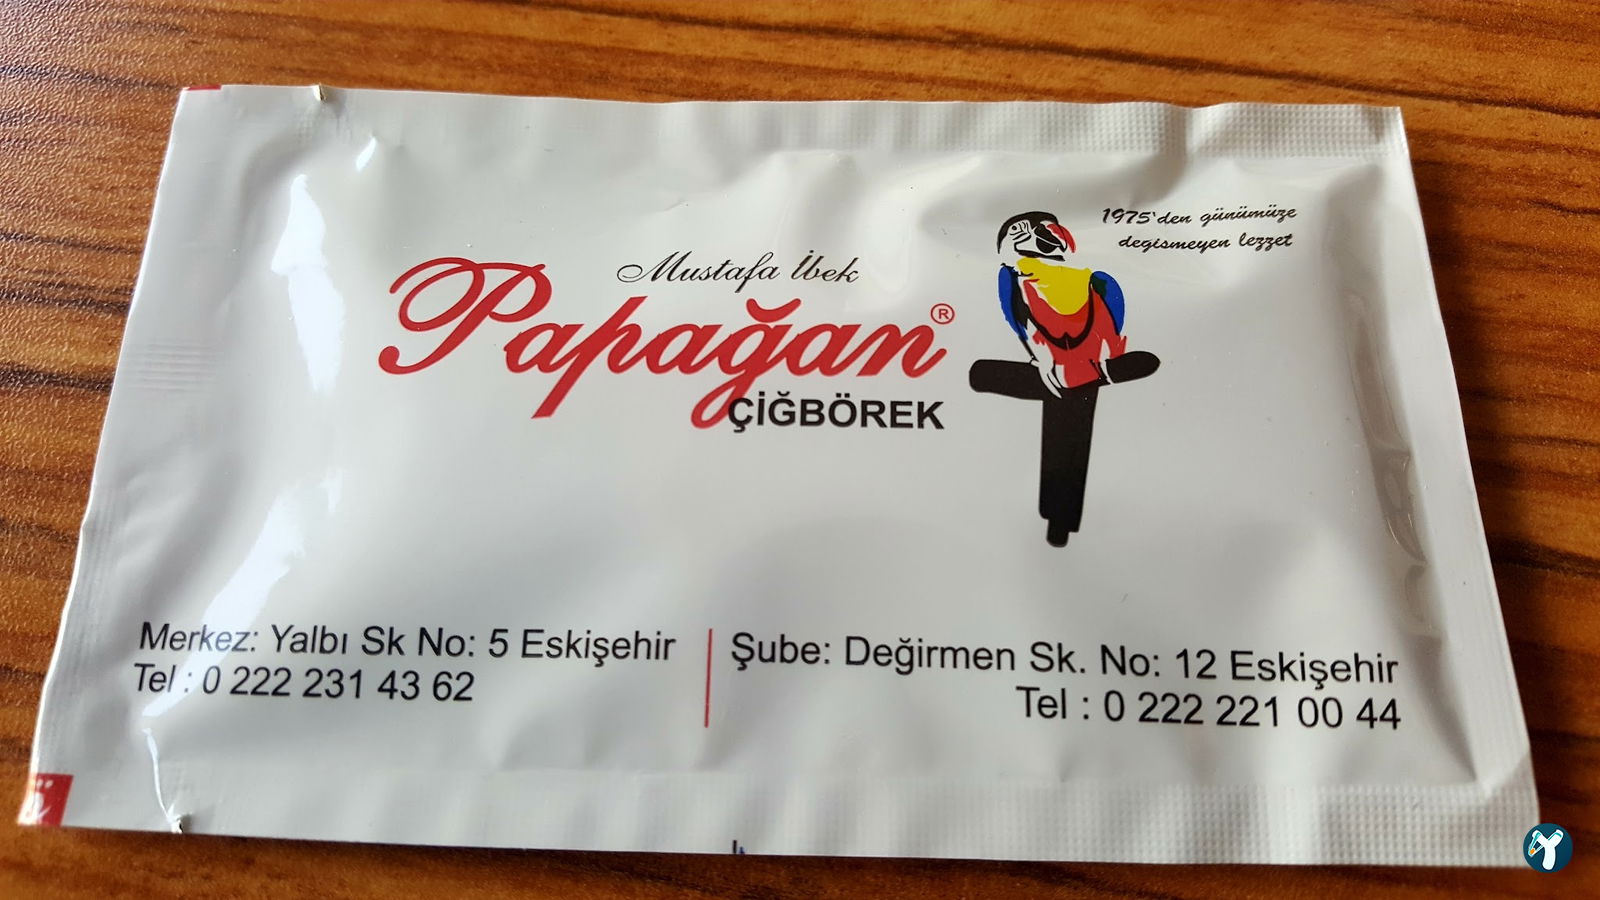 1975'den günümüze
degismeyen lezzet
Mustafa İbek
Papağan®
ÇİĞBÖREK
Merkez: Yalbı Sk No: 5 Eskişehir
Tel : 0 222 231 43 62
Şube: Değirmen Sk. No: 12 Eskişehir
Tel : 0 222 221 00 44